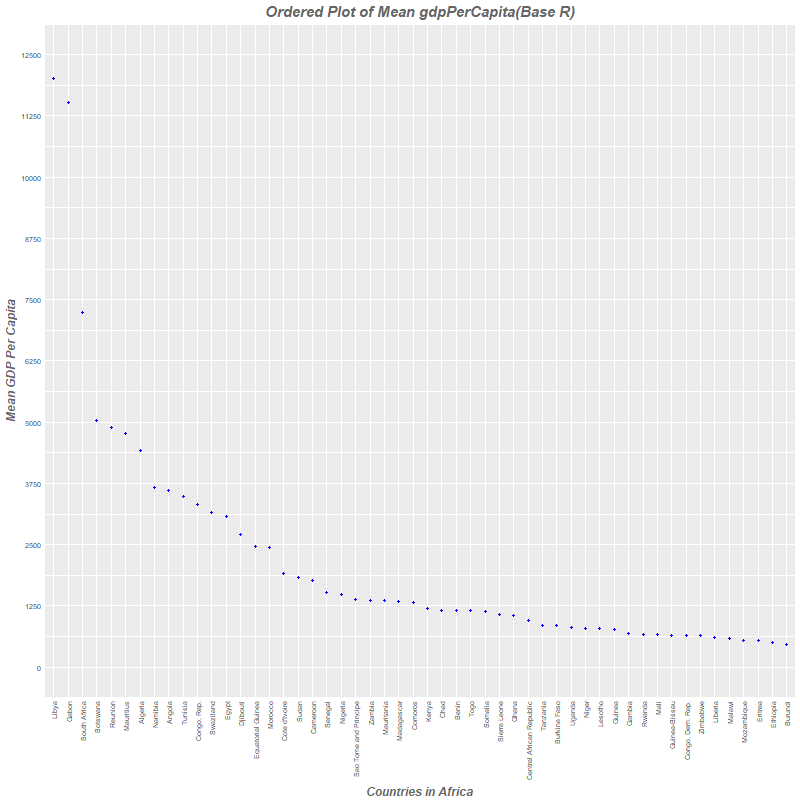 Ordered Plot of Mean gdpPerCapita(Base R)
Mean GDP Per Capita
12500
11250
10000
8750
7500
6250
5000
3750
2500
1250
0
Libya
Gabon
South Africa
Botswana
Reunion
Mauritius
Algeria
Namibia
Angola
Tunisia
Congo. Rep.
Swaziland
Egypt
Djibouti
Equatorial Guinea
Morocco
Cote d'Ivoire
Sudan
Cameroon
Senegal
Nigeria
Sao Tome and Principe
Zambia
Mauritania
Madagascar
Comoros
Kenya
Chad
Benin
Togo
Somalia
Sierra Leone
Ghana
Central African Republic
Tanzania
Burkina Faso
Uganda
Niger
Lesotho
Guinea
Gambia
Rwanda
Mali
Guinea-Bissau
Congo. Dem. Rep.
Zimbabwe
Liberia
Malawi
Mozambique
Eritrea
Ethiopia
Burundi
Countries in Africa